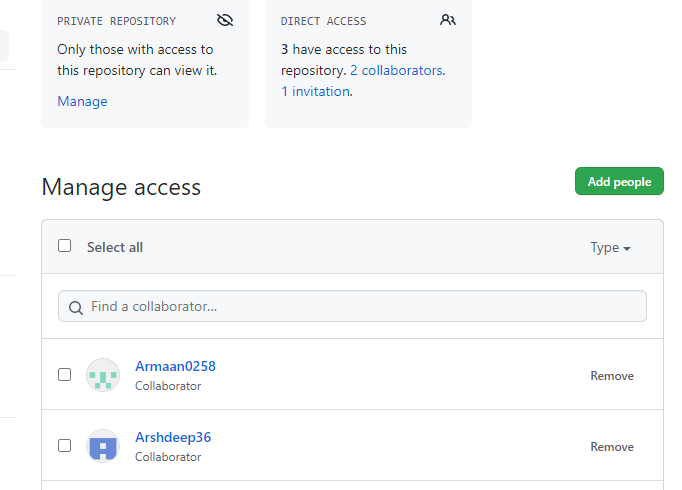 PRIVATE REPOSITORY
Only those with access to
this repository can view it.
Manage
DIRECT ACCESS
3 have access to this
repository. 2 collaborators.
1 invitation.
Manage access
Add people
Select all
Type
Find a collaborator...
Armaan0258
Collaborator
Remove
Arshdeep36
Collaborator
Remove